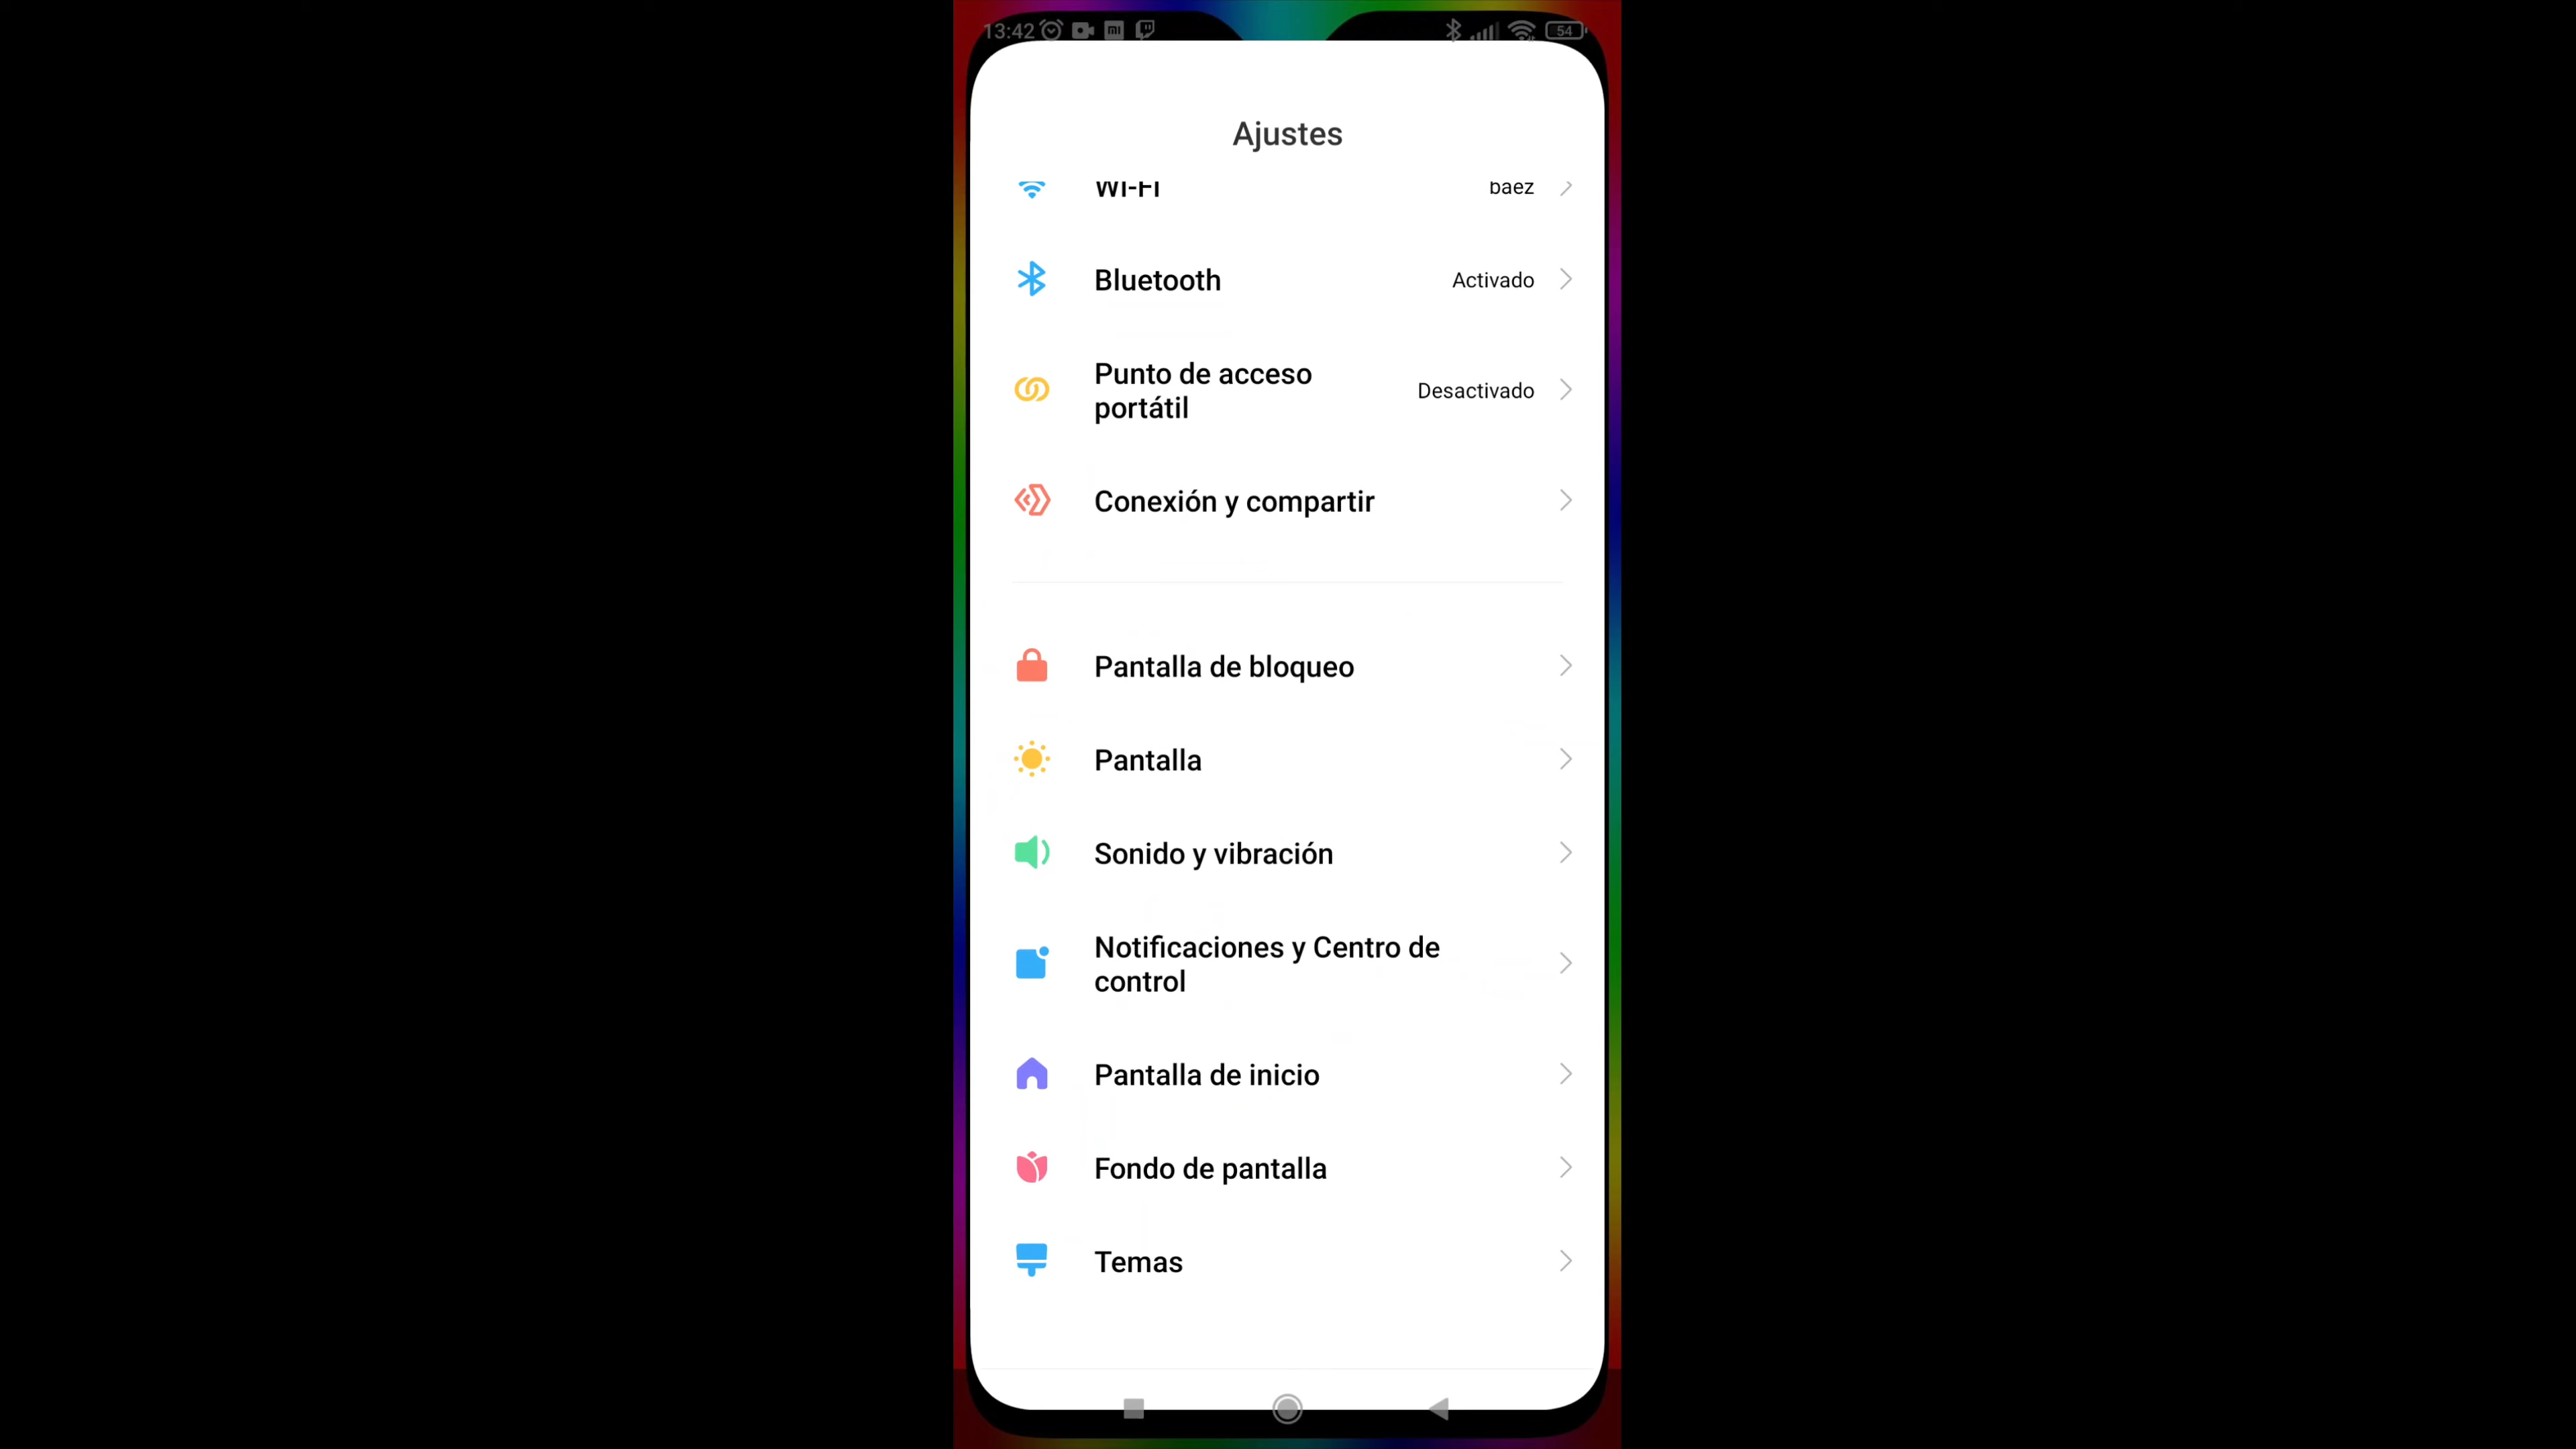 13:42
54
Ajustes
Wi-Fi baez
Bluetooth Activado
Punto de acceso
portátil
Desactivado
Conexión y compartir
Pantalla de bloqueo
Pantalla
Sonido y vibración
Notificaciones y Centro de
control
Pantalla de inicio
Fondo de pantalla
Temas